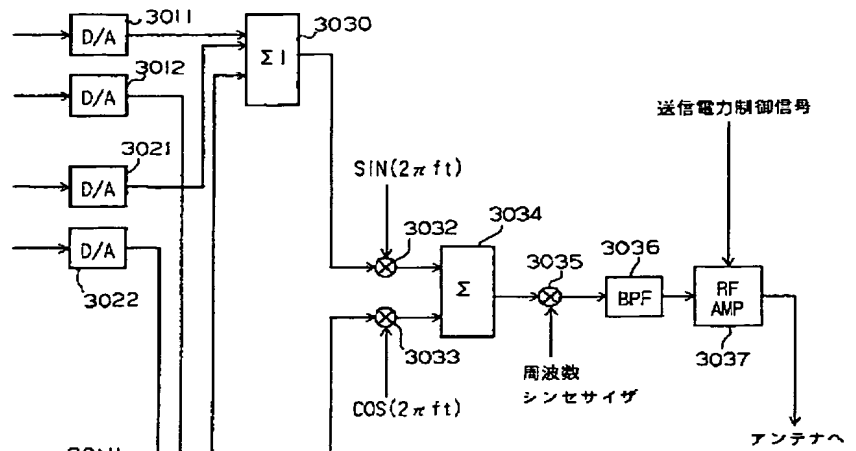 3011
D/A
3012
D/A
3021
D/A
D/A
3022
3030
Σ I
SIN(2πft)
3032
3033
COS(2πft)
3034
Σ
3035
周波数
シンセサイザ
3036
BPF
送信電力制御信号
RF
AMP
3037
アンテナへ